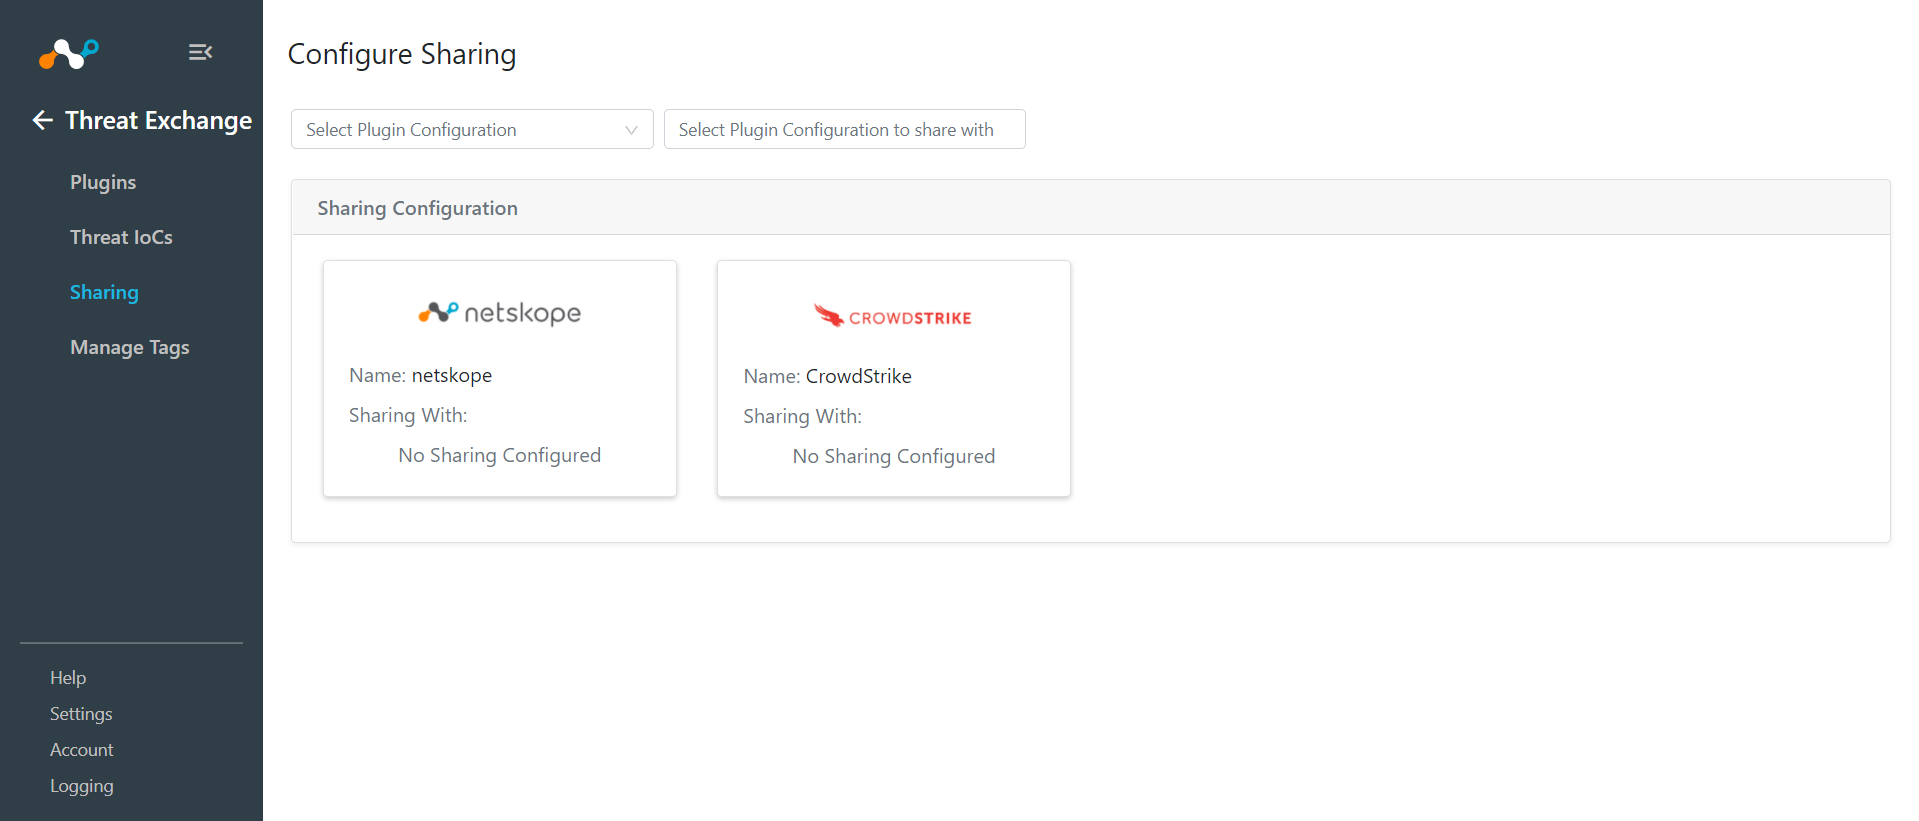 Threat Exchange
Plugins
Threat IoCs
Sharing
Manage Tags
Help
Settings
Account
Logging
Configure Sharing
Select Plugin Configuration
Select Plugin Configuration to share with
Sharing Configuration
netskope
Name: netskope
Sharing With:
No Sharing Configured
CROWDSTRIKE
Name: CrowdStrike
Sharing With:
No Sharing Configured